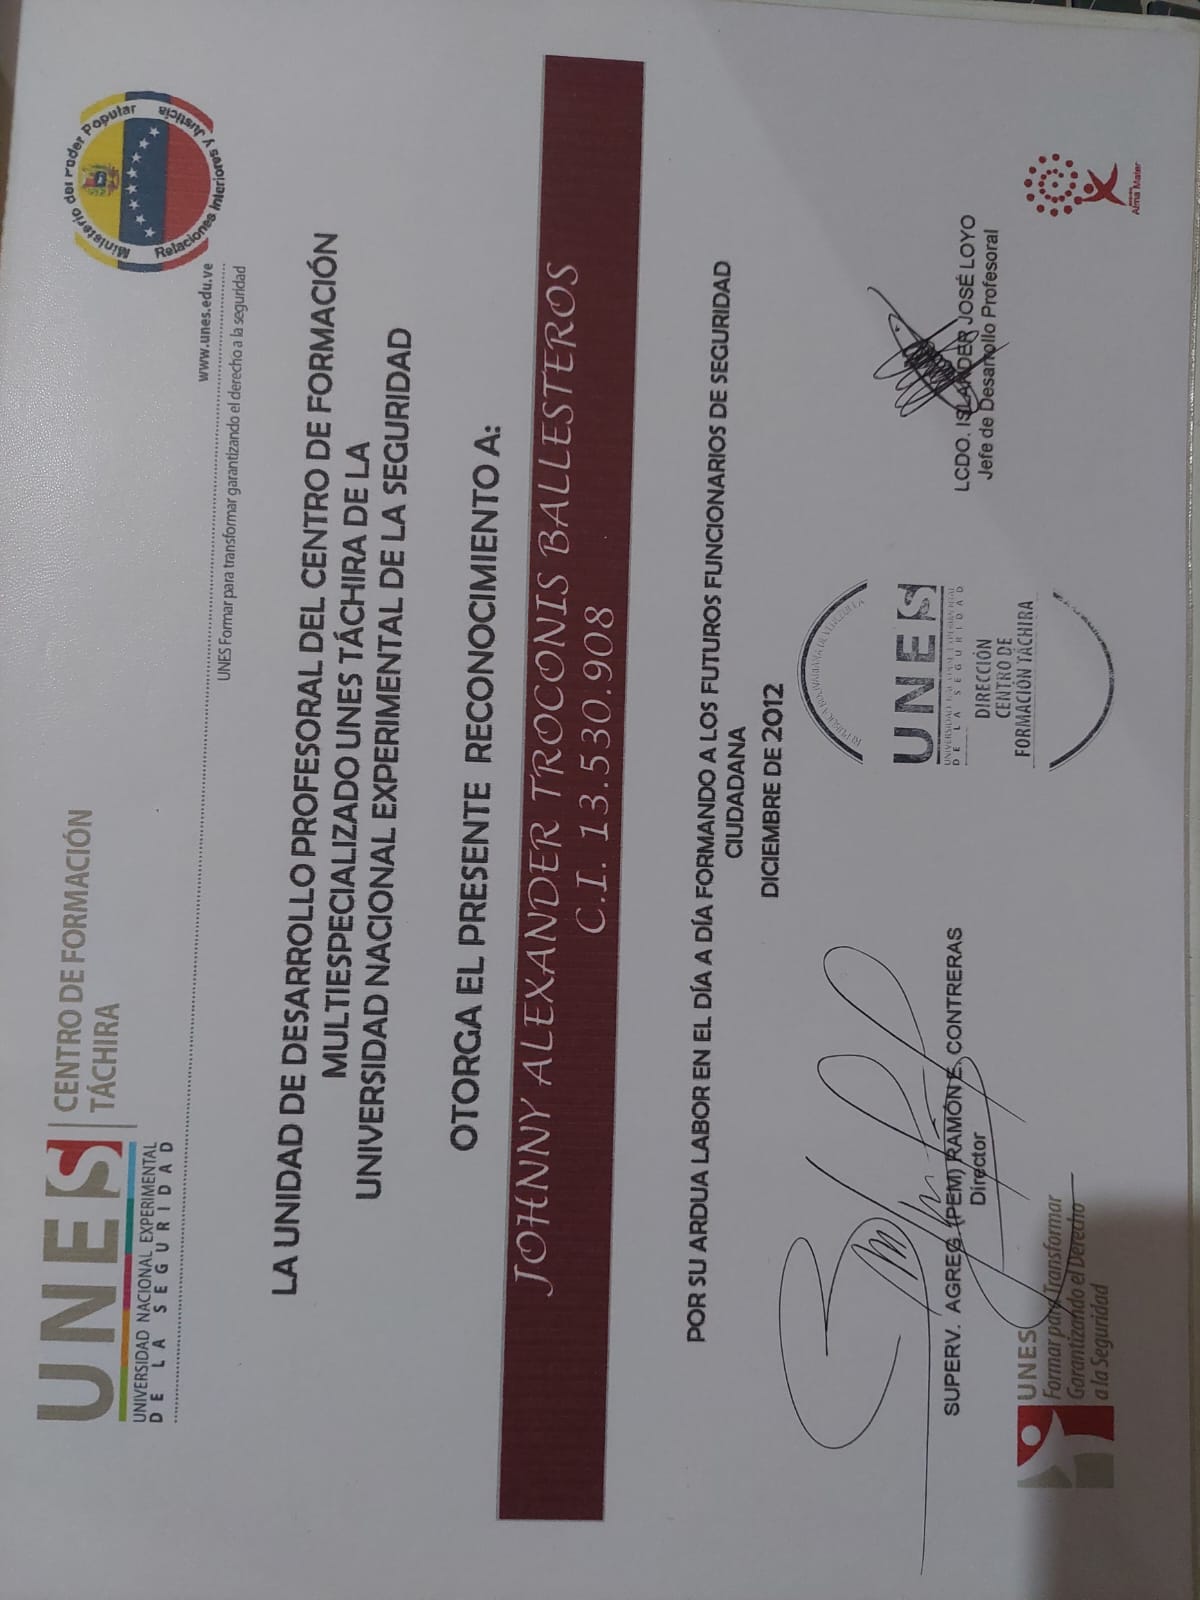 UNES
UNIVERSIDAD NACIONAL EXPERIMENTAL
DE LA SEGURIDAD
CENTRO DE FORMACIÓN
TÁCHIRA
Ministerio del Poder Popular
Relaciones Interiores y Justicia
www.unes.edu.ve
UNES Formar para transformar garantizando el derecho a la seguridad
LA UNIDAD DE DESARROLLO PROFESORAL DEL CENTRO DE FORMACIÓN
MULTIESPECIALIZADO UNES TÁCHIRA DE LA
UNIVERSIDAD NACIONAL EXPERIMENTAL DE LA SEGURIDAD
OTORGA EL PRESENTE RECONOCIMIENTO A:
JOHNNY ALEXANDER TROCONIS BALLESTEROS
C.I. 13.530.908
POR SU ARDUA LABOR EN EL DÍA A DÍA FORMANDO A LOS FUTUROS FUNCIONARIOS DE SEGURIDAD
CIUDADANA
DICIEMBRE DE 2012
SUPERV. AGREG (PEM) RAMÓN E. CONTRERAS
Director
REPÚBLICA BOLIVARIANA DE VENEZUELA
UNES
UNIVERSIDAD NACIONAL EXPERIMENTAL
DE LA SEGURIDAD
DIRECCIÓN
CENTRO DE
FORMACIÓN TÁCHIRA
LCDO. ISLANDER JOSÉ LOYO
Jefe de Desarrollo Profesoral
UNES
Formar para Transformar
Garantizando el Derecho
a la Seguridad
Alma Mater